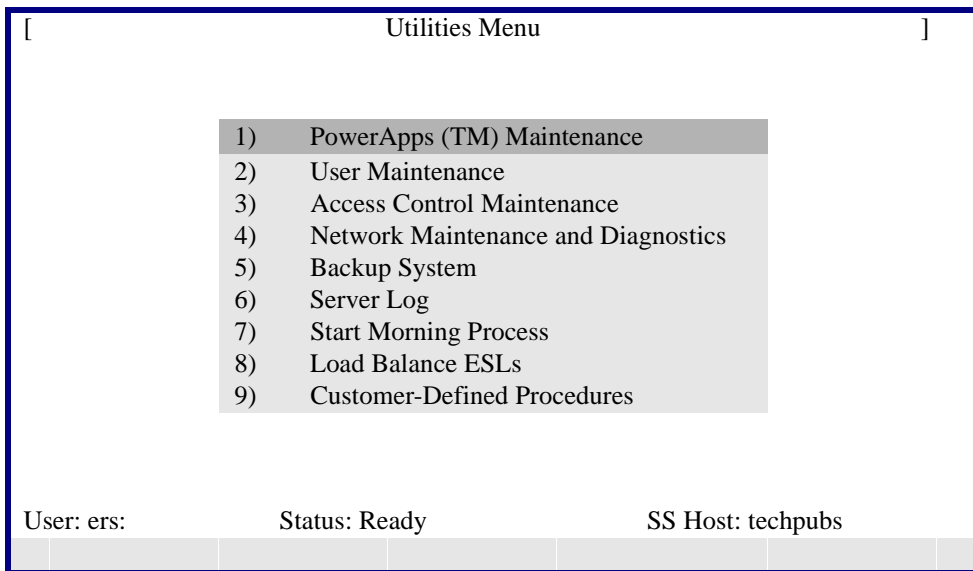 [ Utilities Menu ]
1) PowerApps (TM) Maintenance
2) User Maintenance
3) Access Control Maintenance
4) Network Maintenance and Diagnostics
5) Backup System
6) Server Log
7) Start Morning Process
8) Load Balance ESLs
9) Customer-Defined Procedures
User: ers: Status: Ready SS Host: techpubs